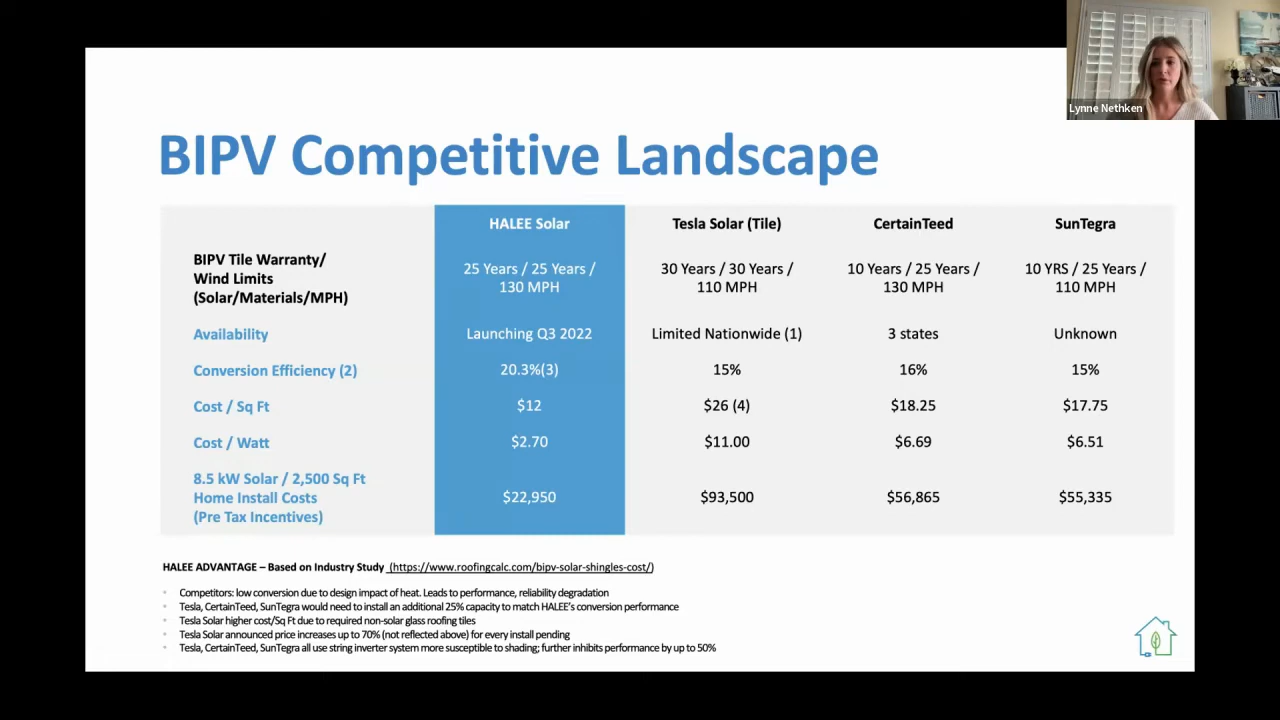 Lynne Nethken
BIPV Competitive Landscape
HALEE Solar Tesla Solar (Tile) CertainTeed SunTegra
BIPV Tile Warranty/
Wind Limits
(Solar/Materials/MPH)
25 Years / 25 Years /
130 MPH
30 Years / 30 Years /
110 MPH
10 Years / 25 Years /
130 MPH
10 YRS / 25 Years /
110 MPH
Availability Launching Q3 2022 Limited Nationwide (1) 3 states Unknown
Conversion Efficiency (2) 20.3%(3) 15% 16% 15%
Cost / Sq Ft $12 $26 (4) $18.25 $17.75
Cost / Watt $2.70 $11.00 $6.69 $6.51
8.5 kW Solar / 2,500 Sq Ft
Home Install Costs
(Pre Tax Incentives)
$22,950 $93,500 $56,865 $55,335
HALEE ADVANTAGE – Based on Industry Study (https://www.roofingcalc.com/bipv-solar-shingles-cost/)
• Competitors: low conversion due to design impact of heat. Leads to performance, reliability degradation
• Tesla, CertainTeed, SunTegra would need to install an additional 25% capacity to match HALEE's conversion performance
• Tesla Solar higher cost/Sq Ft due to required non-solar glass roofing tiles
• Tesla Solar announced price increases up to 70% (not reflected above) for every install pending
• Tesla, CertainTeed, SunTegra all use string inverter system more susceptible to shading; further inhibits performance by up to 50%